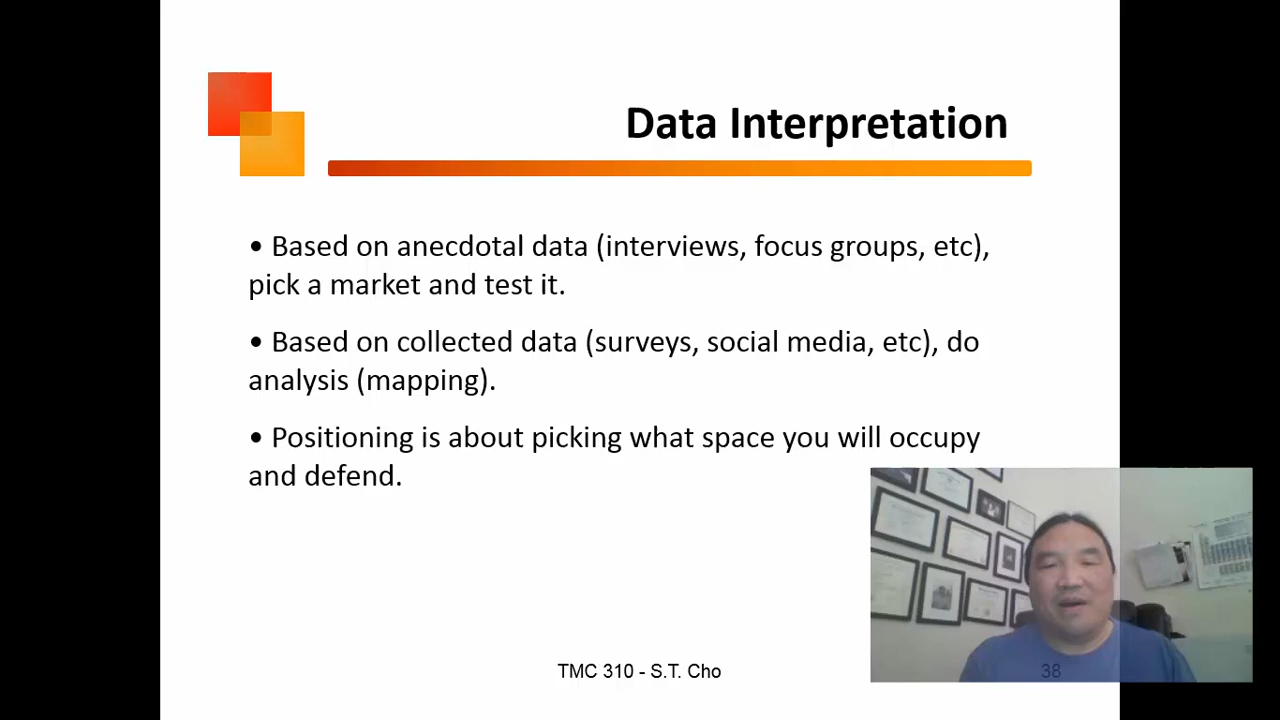 Data Interpretation
• Based on anecdotal data (interviews, focus groups, etc),
pick a market and test it.
• Based on collected data (surveys, social media, etc), do
analysis (mapping).
• Positioning is about picking what space you will occupy
and defend.
TMC 310 - S.T. Cho
38